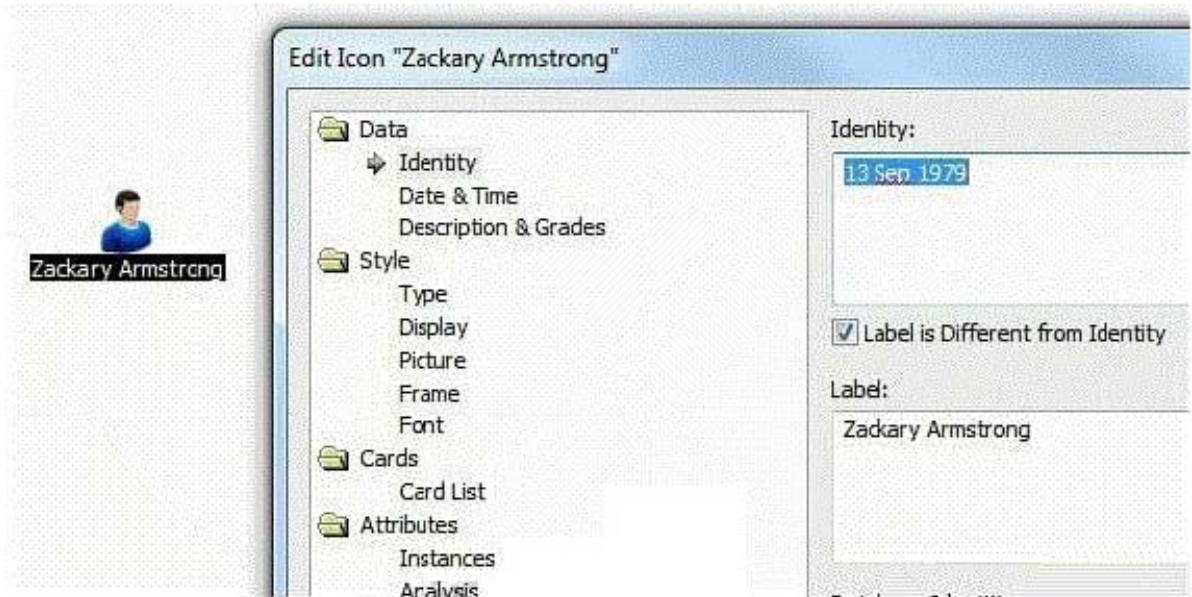 Edit Icon "Zackary Armstrong"
Data
Identity
Date & Time
Description & Grades
Style
Type
Display
Picture
Frame
Font
Cards
Card List
Attributes
Instances
Analysis
Zackary Armstrong
Identity:
13 Sep 1979
Label is Different from Identity
Label:
Zackary Armstrong